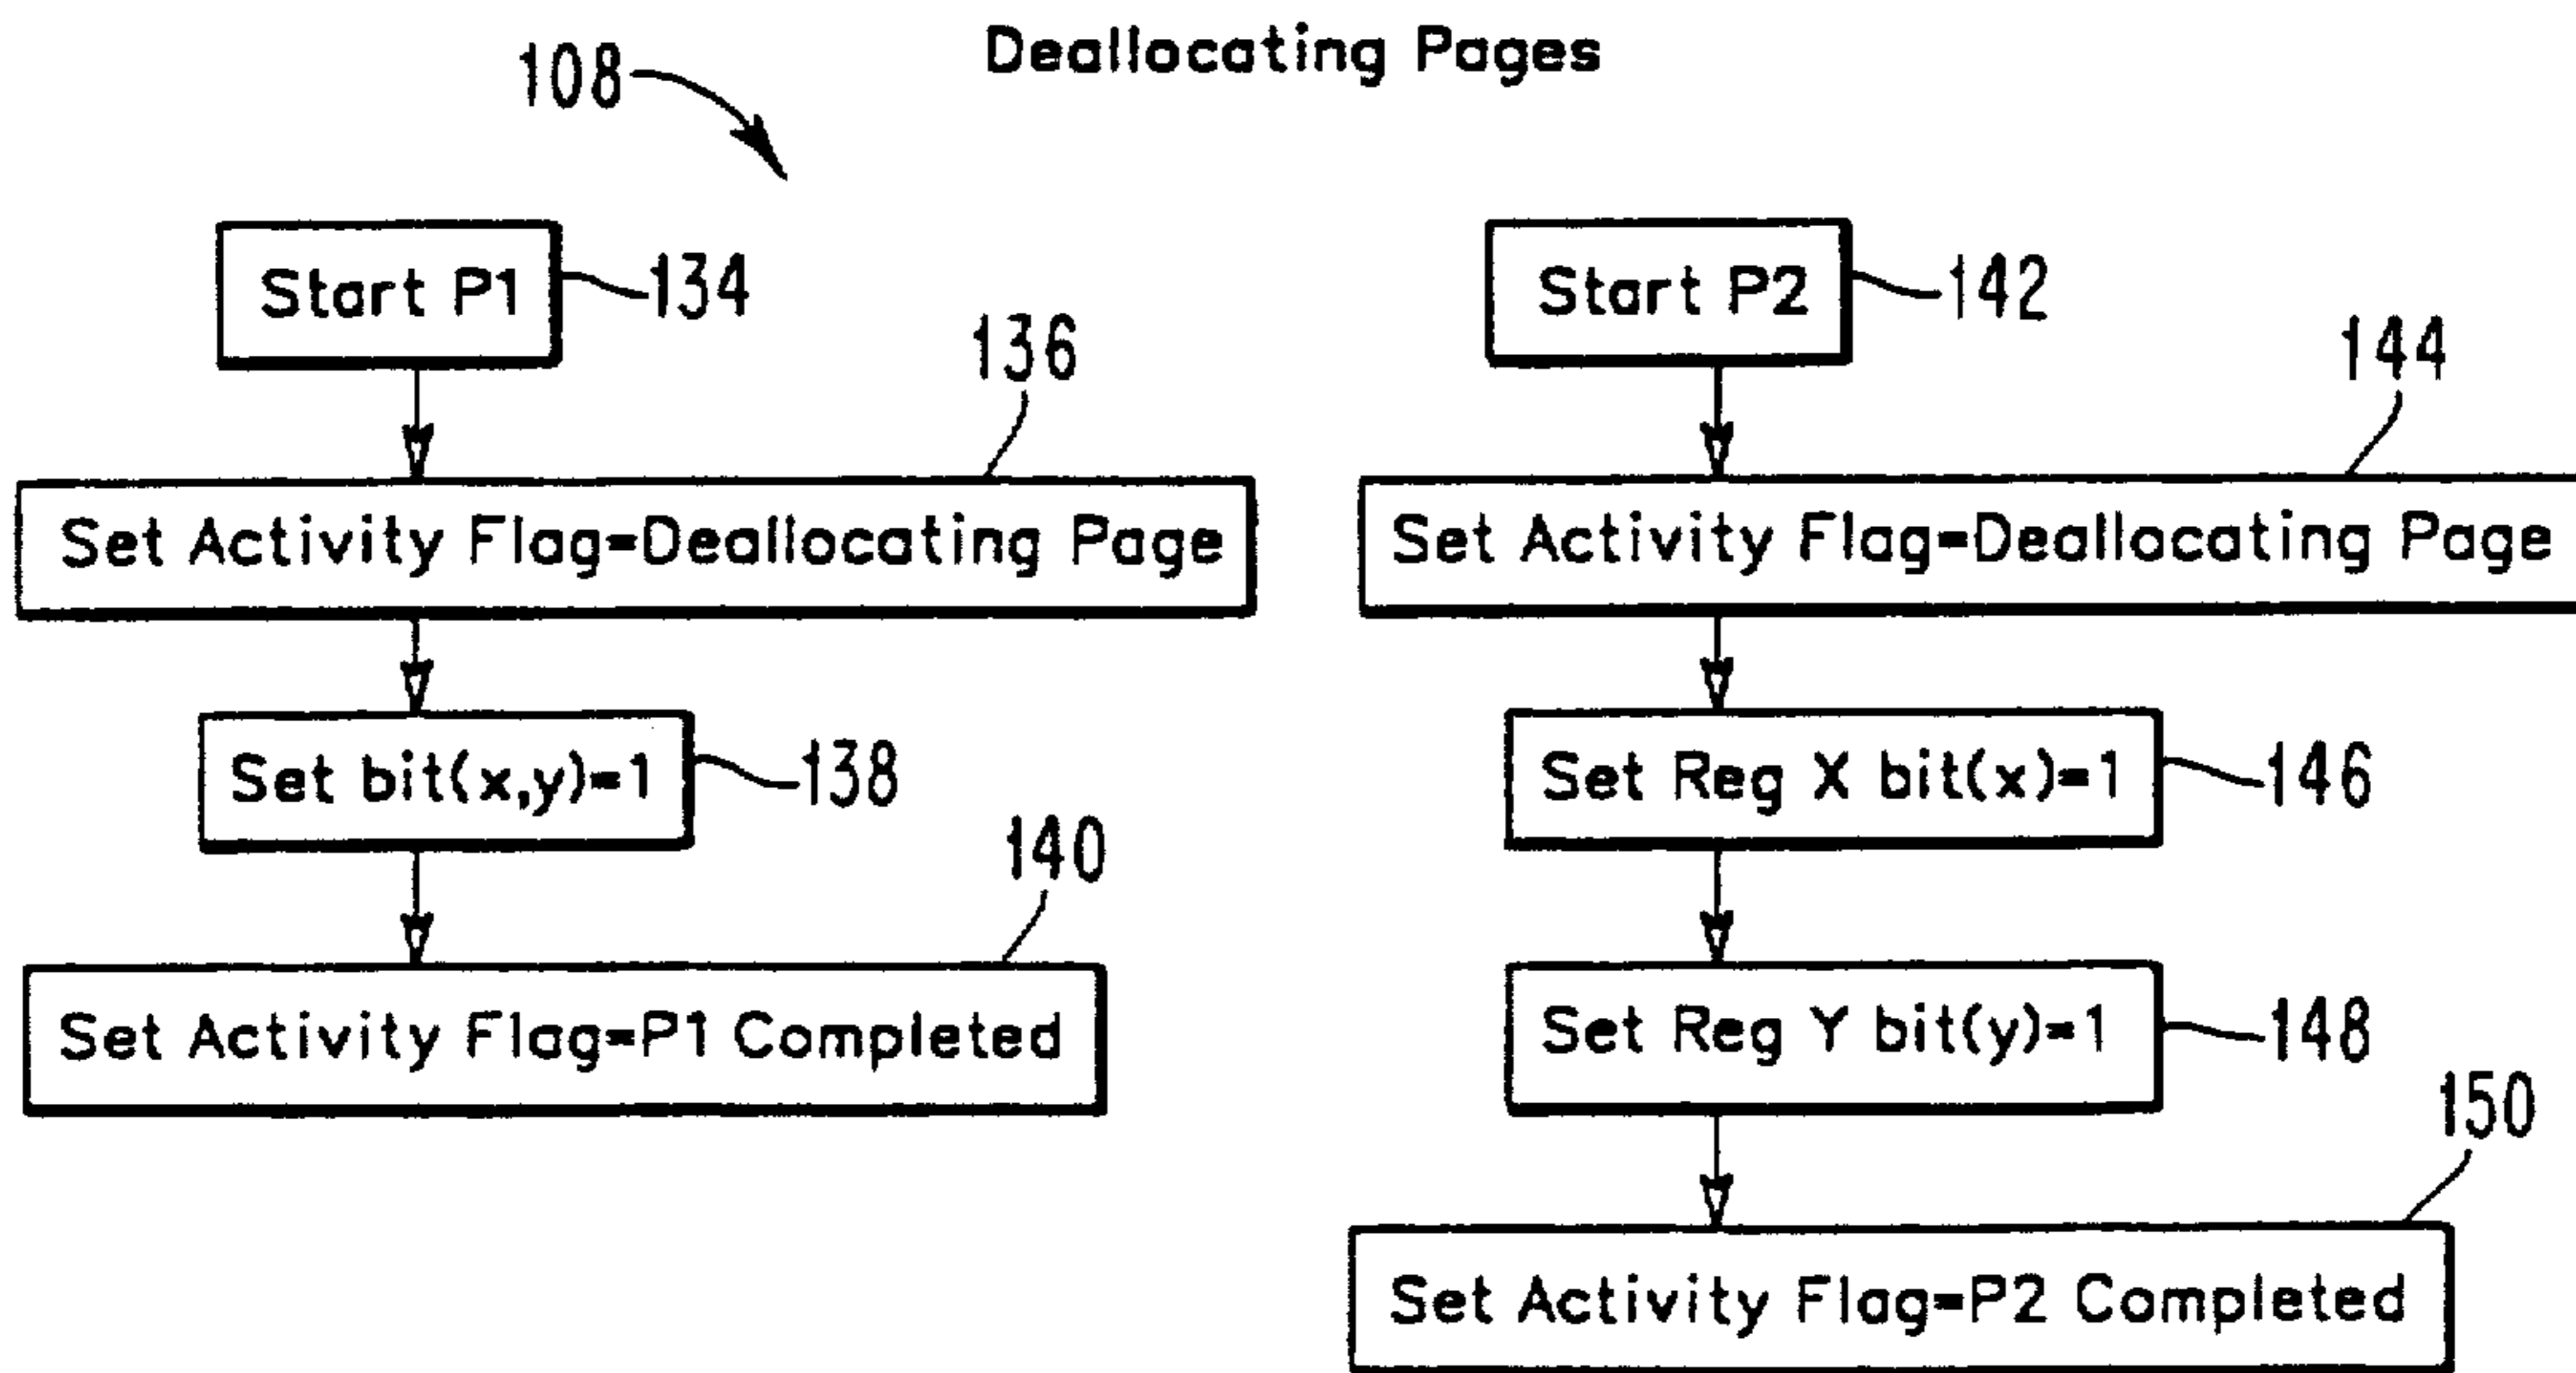 Deallocating Pages
108
Start P1
134
136
Set Activity Flag=Deallocating Page
Set bit(x,y)=1
138
140
Set Activity Flag=P1 Completed
Start P2
142
144
Set Activity Flag=Deallocating Page
Set Reg X bit(x)=1
146
Set Reg Y bit(y)=1
148
150
Set Activity Flag=P2 Completed